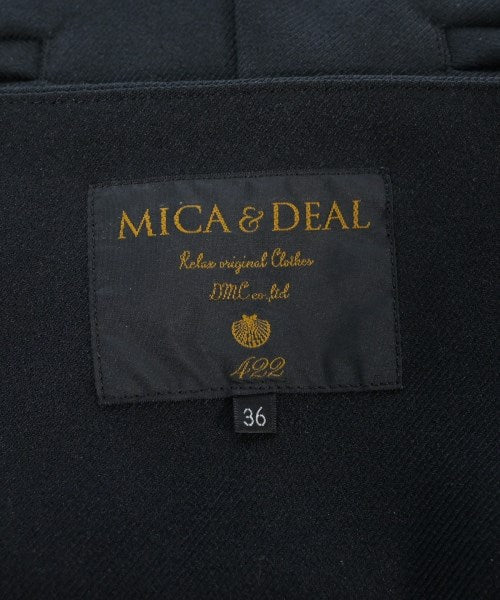 MICA & DEAL
Relax original Clothes
DMC co.,ltd
422
36